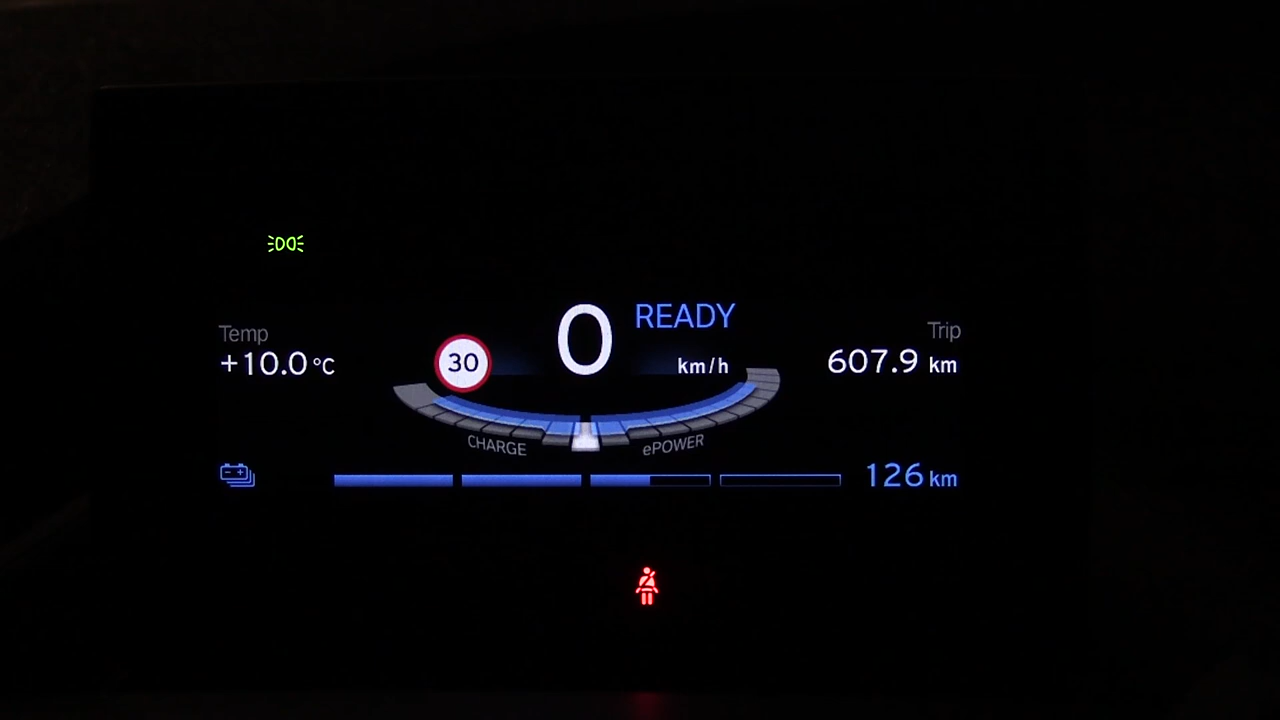 READY
Temp
Trip
0
+10.0 °C
30
km/h
607.9 km
CHARGE
ePOWER
126 km